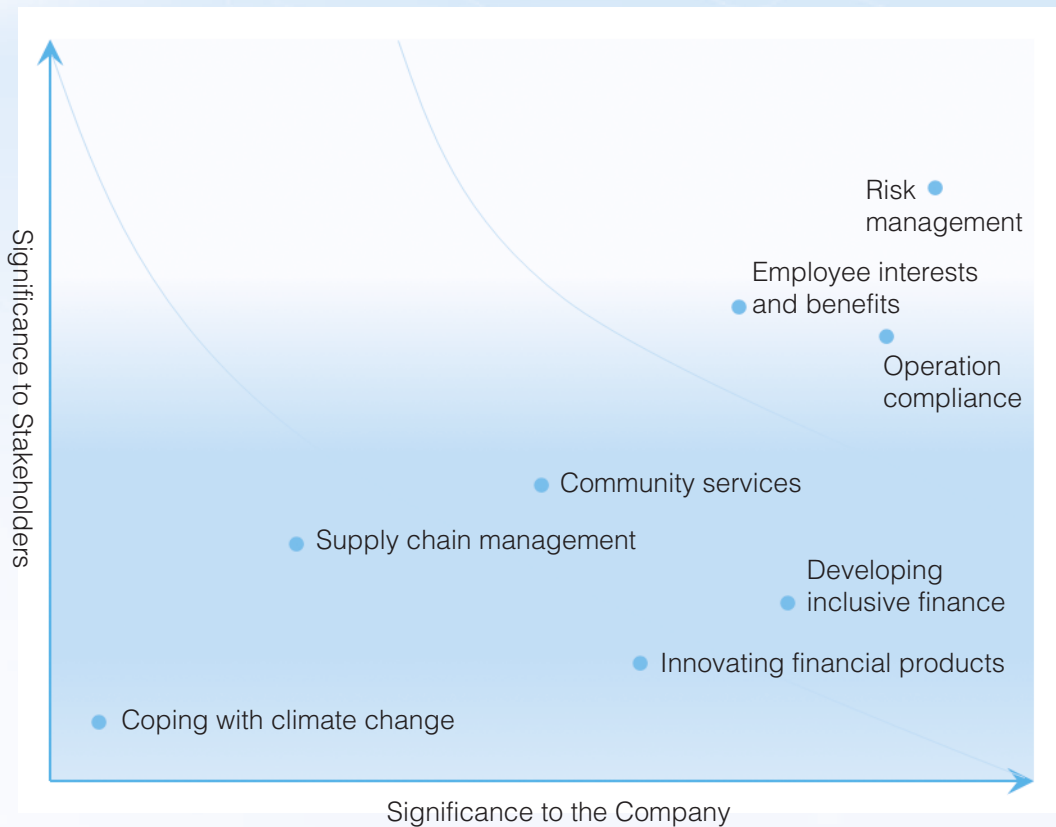 Significance to Stakeholders
Risk
management
Employee interests
and benefits
Operation
compliance
Community services
Supply chain management
Developing
inclusive finance
Innovating financial products
Coping with climate change
Significance to the Company